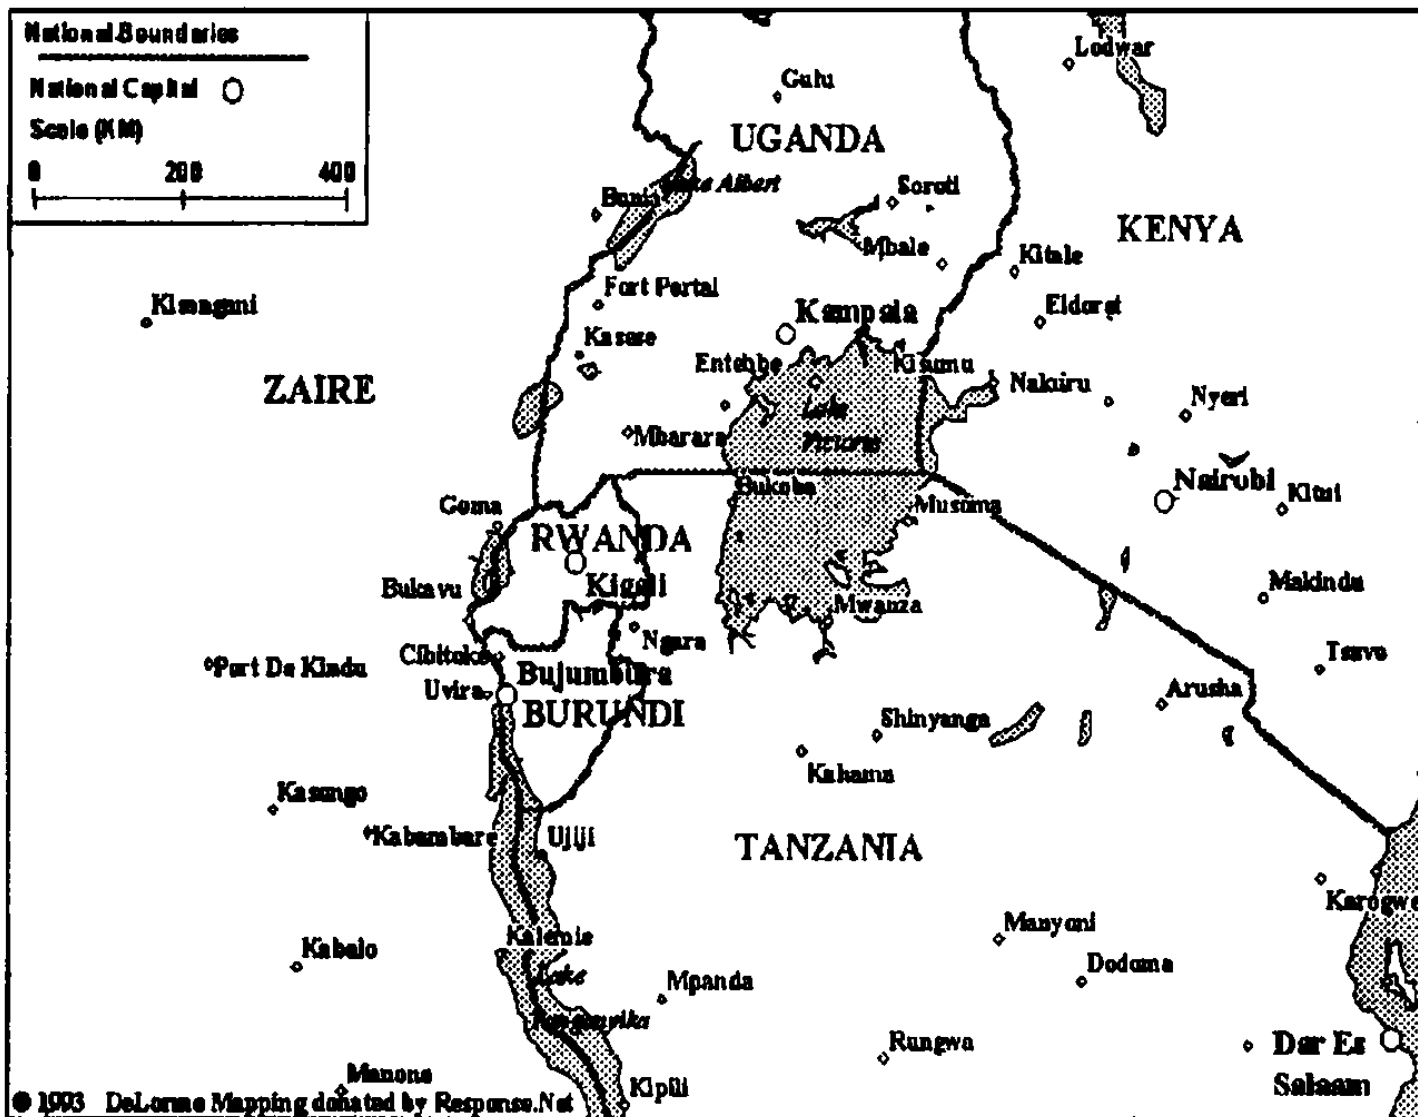 National Boundaries
National Capital
Scale (KM)
0 200 400
Lodwar
Gulu
UGANDA
Lake Albert
Bunia
Soroti
KENYA
Mbale
Kitale
Fort Portal
Kisangani
Kampala
Eldoret
Kasese
Entebbe
Kisumu
ZAIRE
Nakuru
Nyeri
Lake
Victoria
Mbarara
Nairobi
Bukoba
Kitui
Goma
Musoma
RWANDA
Bukavu
Kigali
Makindu
Mwanza
Ngara
Cibitoke
Tsavo
Port De Kindu
Bujumbura
Uvira
Arusha
BURUNDI
Shinyanga
Kahama
Kasongo
Kabambare
Ujiji
TANZANIA
Karogwe
Manyoni
Kalemie
Kabalo
Dodoma
Lake
Tanganyika
Mpanda
Rungwa
Dar Es
Salaam
Manono
Kipili
© 1993 DeLorme Mapping donated by Response.Net